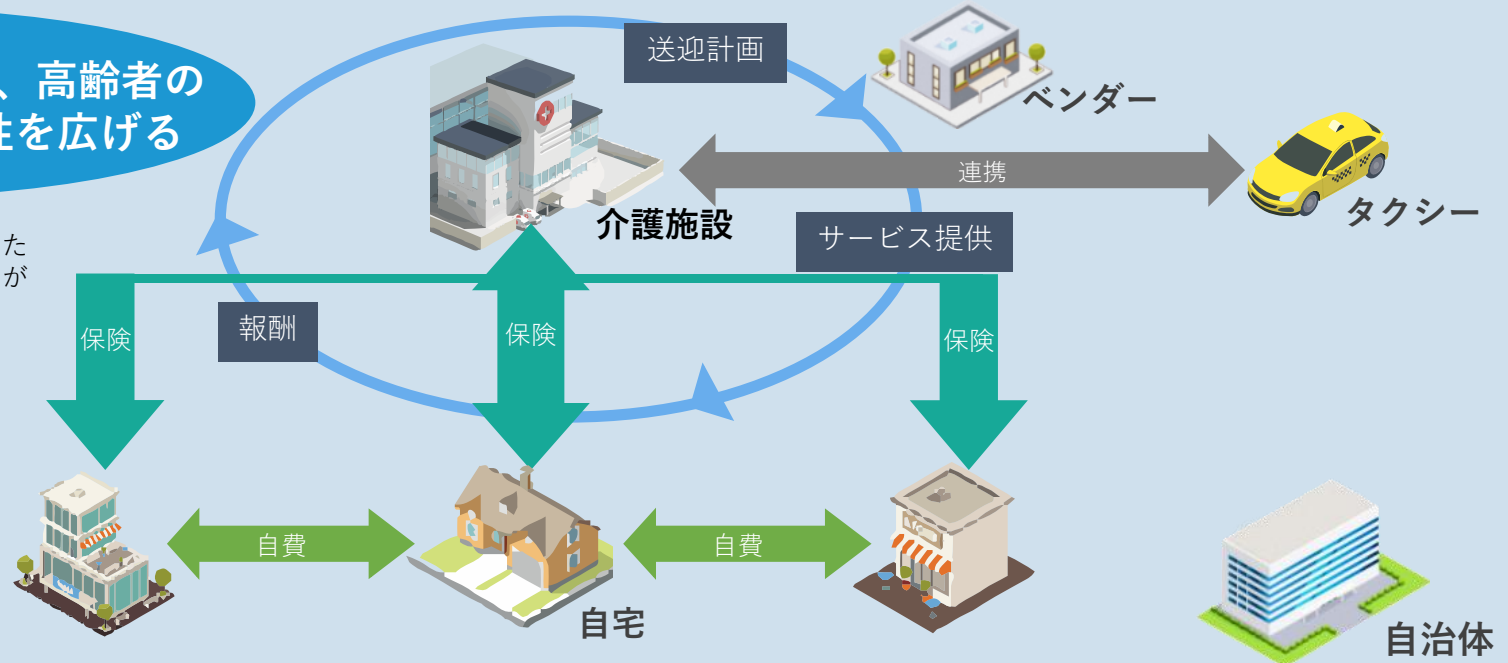 、高齢者の
性を広げる
た
が
送迎計画
ベンダー
連携
タクシー
介護施設
サービス提供
報酬
保険
保険
保険
自費
自費
自宅
自治体